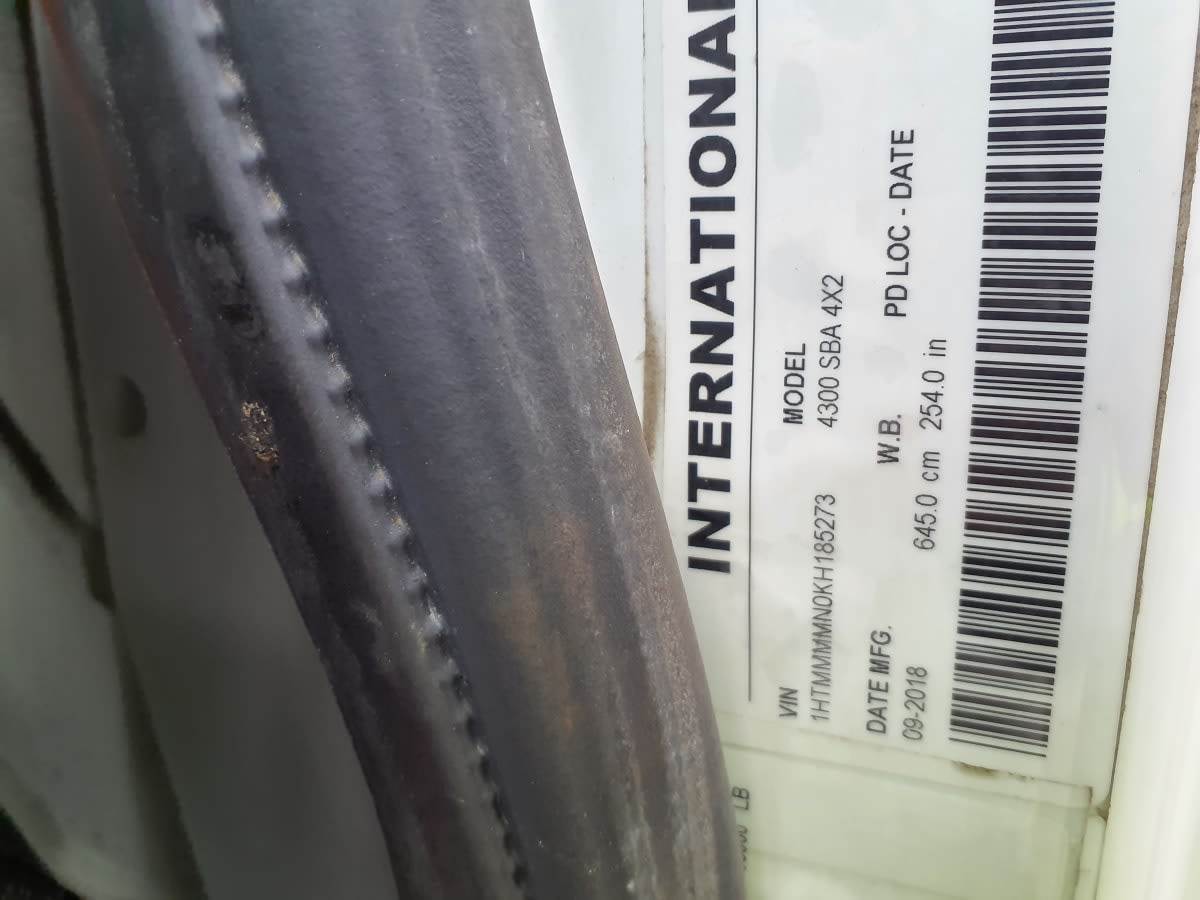 INTERNATIONAL
VIN
MODEL
1HTMMMMN0KH185273
4300 SBA 4X2
DATE MFG.
W.B.
PD LOC - DATE
09-2018
645.0 cm 254.0 in
LB